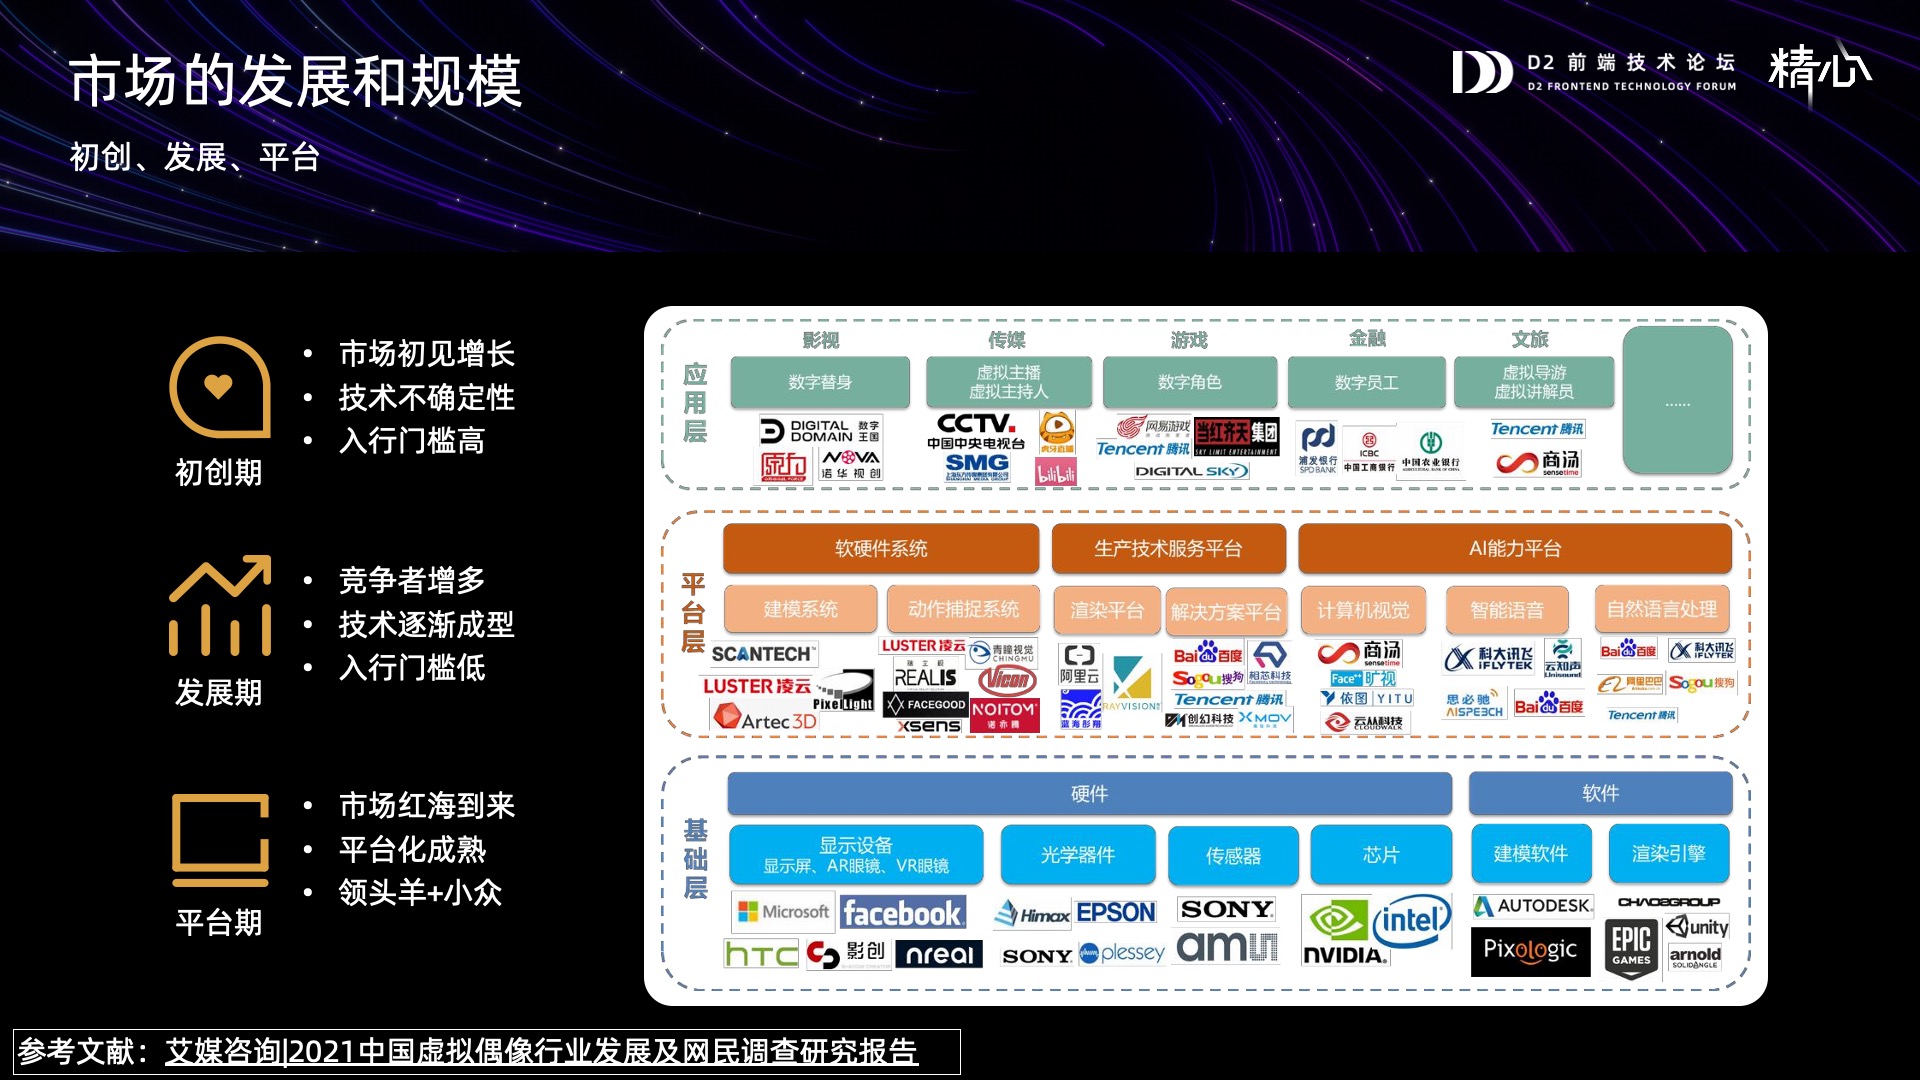 市场的发展和规模
初创、发展、平台
D2 前端技术论坛
D2 FRONTEND TECHNOLOGY FORUM
精心
初创期
• 市场初见增长
• 技术不确定性
• 入行门槛高
发展期
• 竞争者增多
• 技术逐渐成型
• 入行门槛低
平台期
• 市场红海到来
• 平台化成熟
• 领头羊+小众
应用层
影视 传媒 游戏 金融 文旅
数字替身
虚拟主播
虚拟主持人
数字角色
数字员工
虚拟导游
虚拟讲解员
......
DIGITAL DOMAIN 数字王国
原力
NOVA
诺华视创
CCTV.
中国中央电视台
虎牙直播
SMG
bilibili
网易游戏
当红齐天集团
SKY LIMIT ENTERTAINMENT
Tencent 腾讯
DIGITAL SKY
浦发银行
SPD BANK
ICBC
中国工商银行
中国农业银行
Tencent 腾讯
商汤
sensetime
平台层
软硬件系统 生产技术服务平台 AI能力平台
建模系统 动作捕捉系统 渲染平台 解决方案平台 计算机视觉 智能语音 自然语言处理
SCANTECH
LUSTER 凌云
PixelLight
Artec 3D
LUSTER 凌云
青瞳视觉
CHINGMU
瑞立视
REALIS
Vicon
FACEGOOD
NOITOM
诺亦腾
XSENS
阿里云
蓝海彤翔
RAYVISION
Baidu 百度
相芯科技
Sogou 搜狗
Tencent 腾讯
创幻科技
XMOV
商汤
sensetime
Face++ 旷视
依图 YITU
云从科技
CLOUDWALK
科大讯飞
iFLYTEK
云知声
Unisound
思必驰
AISPEECH
Baidu 百度
Baidu 百度
科大讯飞
iFLYTEK
阿里巴巴
Sogou 搜狗
Tencent 腾讯
基础层
硬件 软件
显示设备
显示屏、AR眼镜、VR眼镜
光学器件 传感器 芯片 建模软件 渲染引擎
Microsoft
facebook
hTC
影创
nreal
Himax
EPSON
SONY
plessey
SONY
amu
NVIDIA.
intel
AUTODESK
Pixologic
CHAOSGROUP
EPIC GAMES
unity
arnold
SOLIDANGLE
参考文献：艾媒咨询|2021中国虚拟偶像行业发展及网民调查研究报告